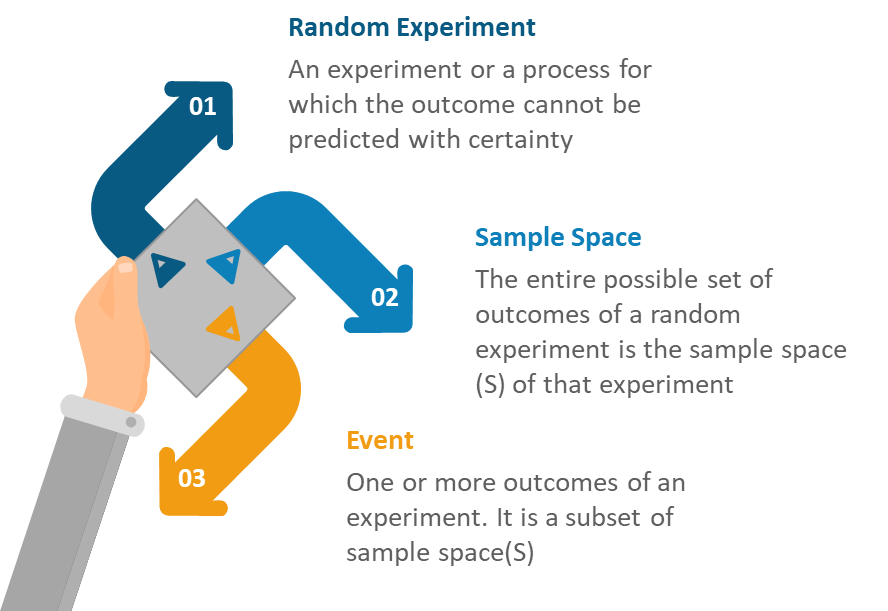 Random Experiment
An experiment or a process for
which the outcome cannot be
predicted with certainty
01
Sample Space
The entire possible set of
outcomes of a random
experiment is the sample space
(S) of that experiment
02
Event
One or more outcomes of an
experiment. It is a subset of
sample space(S)
03